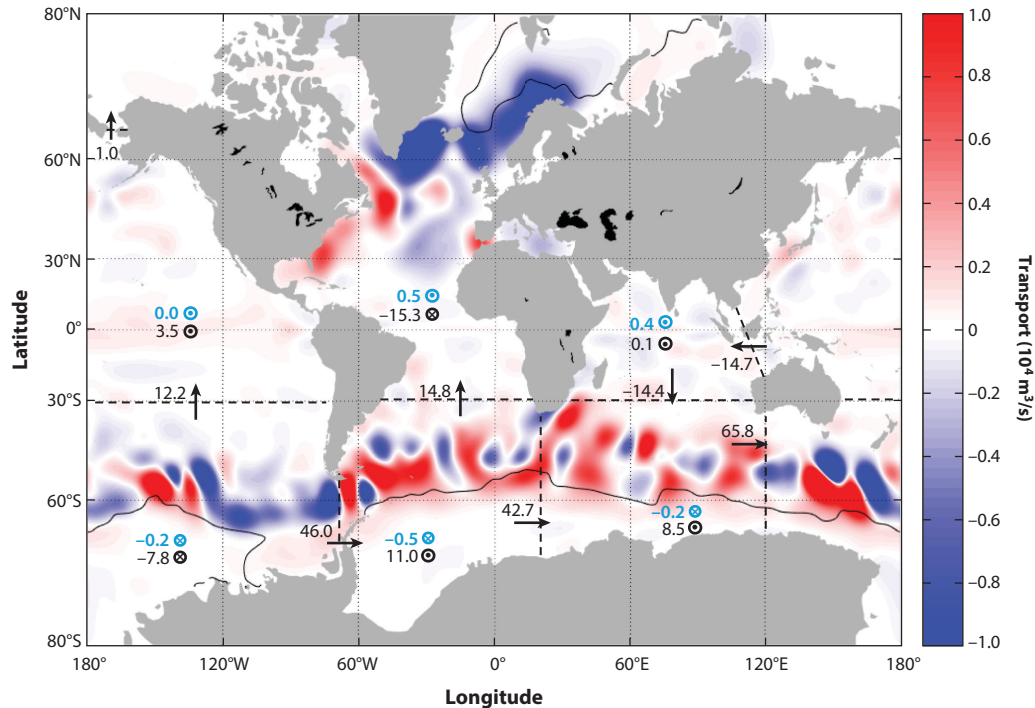 80°N
60°N
30°N
0°
30°S
60°S
80°S
Latitude
180°
120°W
60°W
0°
60°E
120°E
180°
Longitude
1.0
0.0
3.5
0.5
−15.3
0.4
0.1
−14.7
12.2
14.8
−14.4
65.8
46.0
42.7
−0.2
−7.8
−0.5
11.0
−0.2
8.5
1.0
0.8
0.6
0.4
0.2
0
−0.2
−0.4
−0.6
−0.8
−1.0
Transport (10⁴ m³/s)